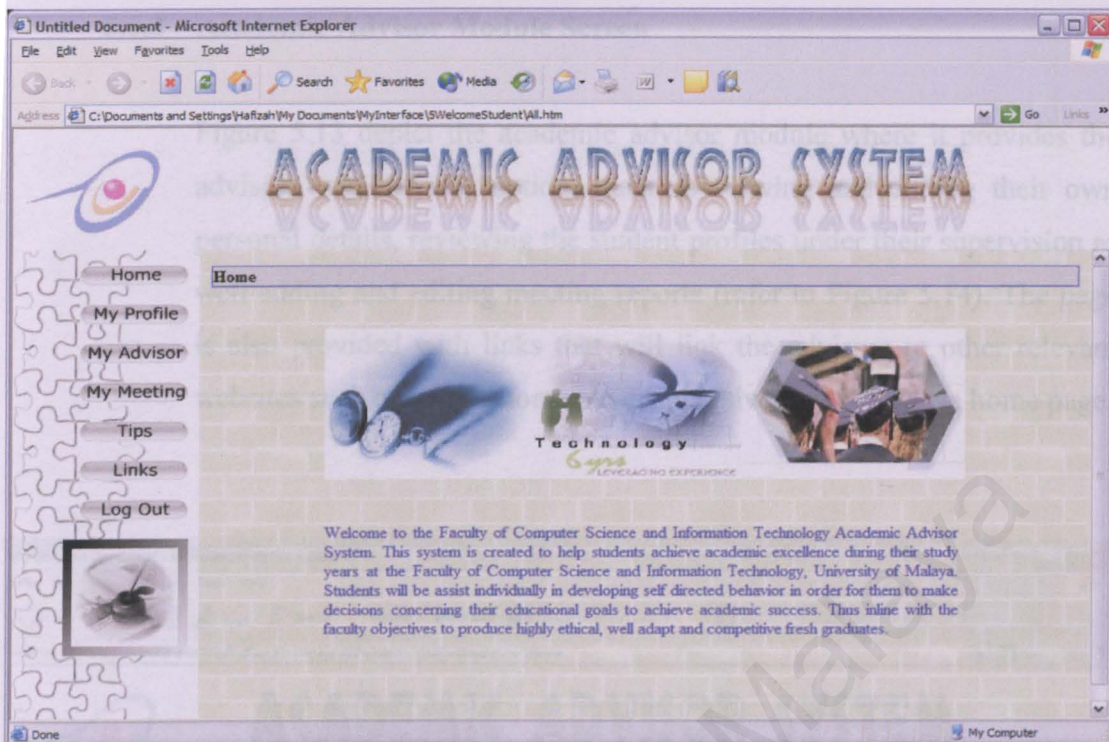 Untitled Document - Microsoft Internet Explorer
File Edit View Favorites Tools Help
Back Search Favorites Media
Address C:\Documents and Settings\Hafizah\My Documents\MyInterface\SWelcomeStudent\All.htm Go Links »
ACADEMIC ADVISOR SYSTEM
Home
My Profile
My Advisor
My Meeting
Tips
Links
Log Out
Home
Technology
6 yrs
LEVERAGING EXPERIENCE
Welcome to the Faculty of Computer Science and Information Technology Academic Advisor
System. This system is created to help students achieve academic excellence during their study
years at the Faculty of Computer Science and Information Technology, University of Malaya.
Students will be assist individually in developing self directed behavior in order for them to make
decisions concerning their educational goals to achieve academic success. Thus inline with the
faculty objectives to produce highly ethical, well adapt and competitive fresh graduates.
Done My Computer
Malaya